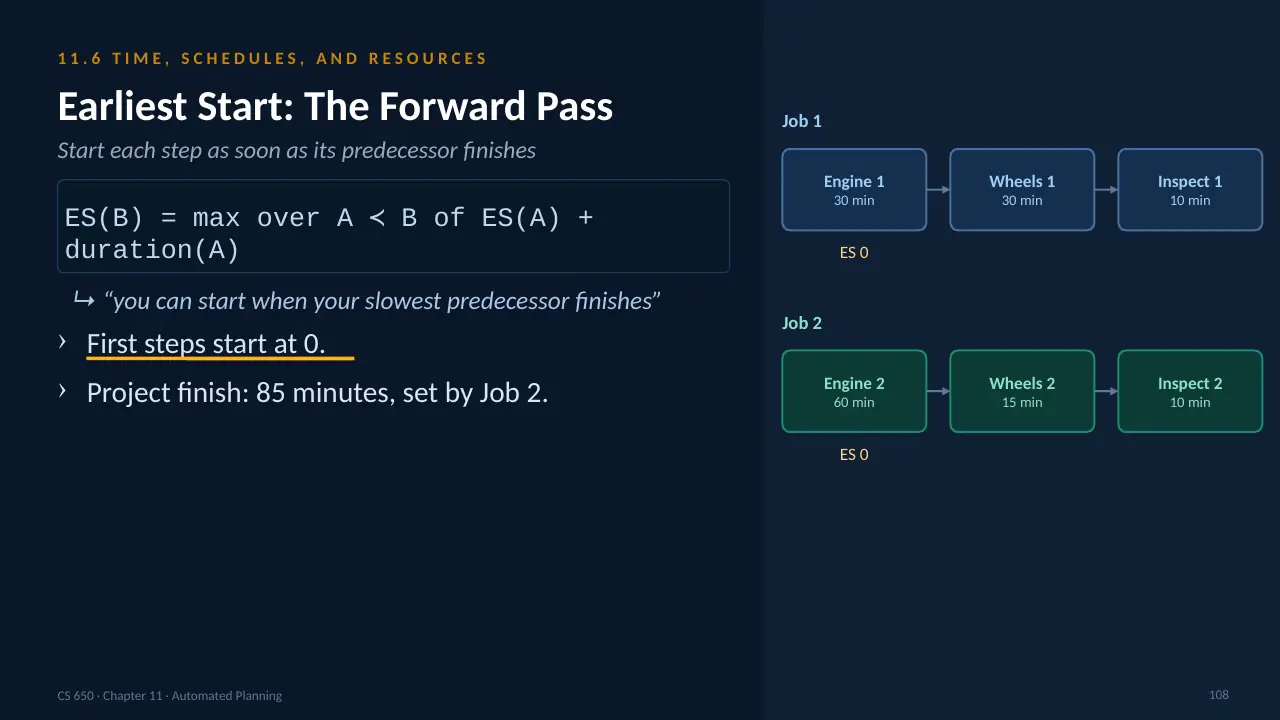 11.6 TIME, SCHEDULES, AND RESOURCES
Earliest Start: The Forward Pass
Start each step as soon as its predecessor finishes
ES(B) = max over A ≺ B of ES(A) +
duration(A)
↪ “you can start when your slowest predecessor finishes”
› First steps start at 0.
› Project finish: 85 minutes, set by Job 2.
Job 1
Engine 1
30 min
Wheels 1
30 min
Inspect 1
10 min
ES 0
Job 2
Engine 2
60 min
Wheels 2
15 min
Inspect 2
10 min
ES 0
CS 650 · Chapter 11 · Automated Planning
108